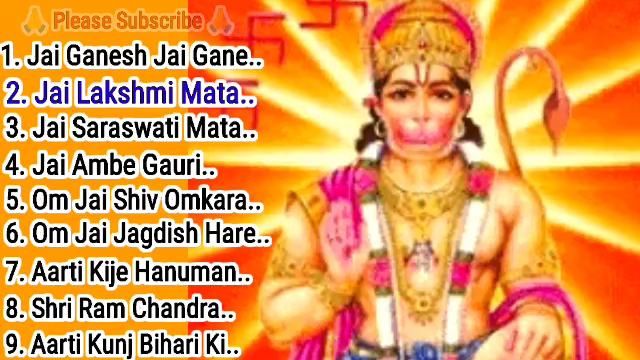 🙏 Please Subscribe 🙏
1. Jai Ganesh Jai Gane..
2. Jai Lakshmi Mata..
3. Jai Saraswati Mata..
4. Jai Ambe Gauri..
5. Om Jai Shiv Omkara..
6. Om Jai Jagdish Hare..
7. Aarti Kije Hanuman..
8. Shri Ram Chandra..
9. Aarti Kunj Bihari Ki..